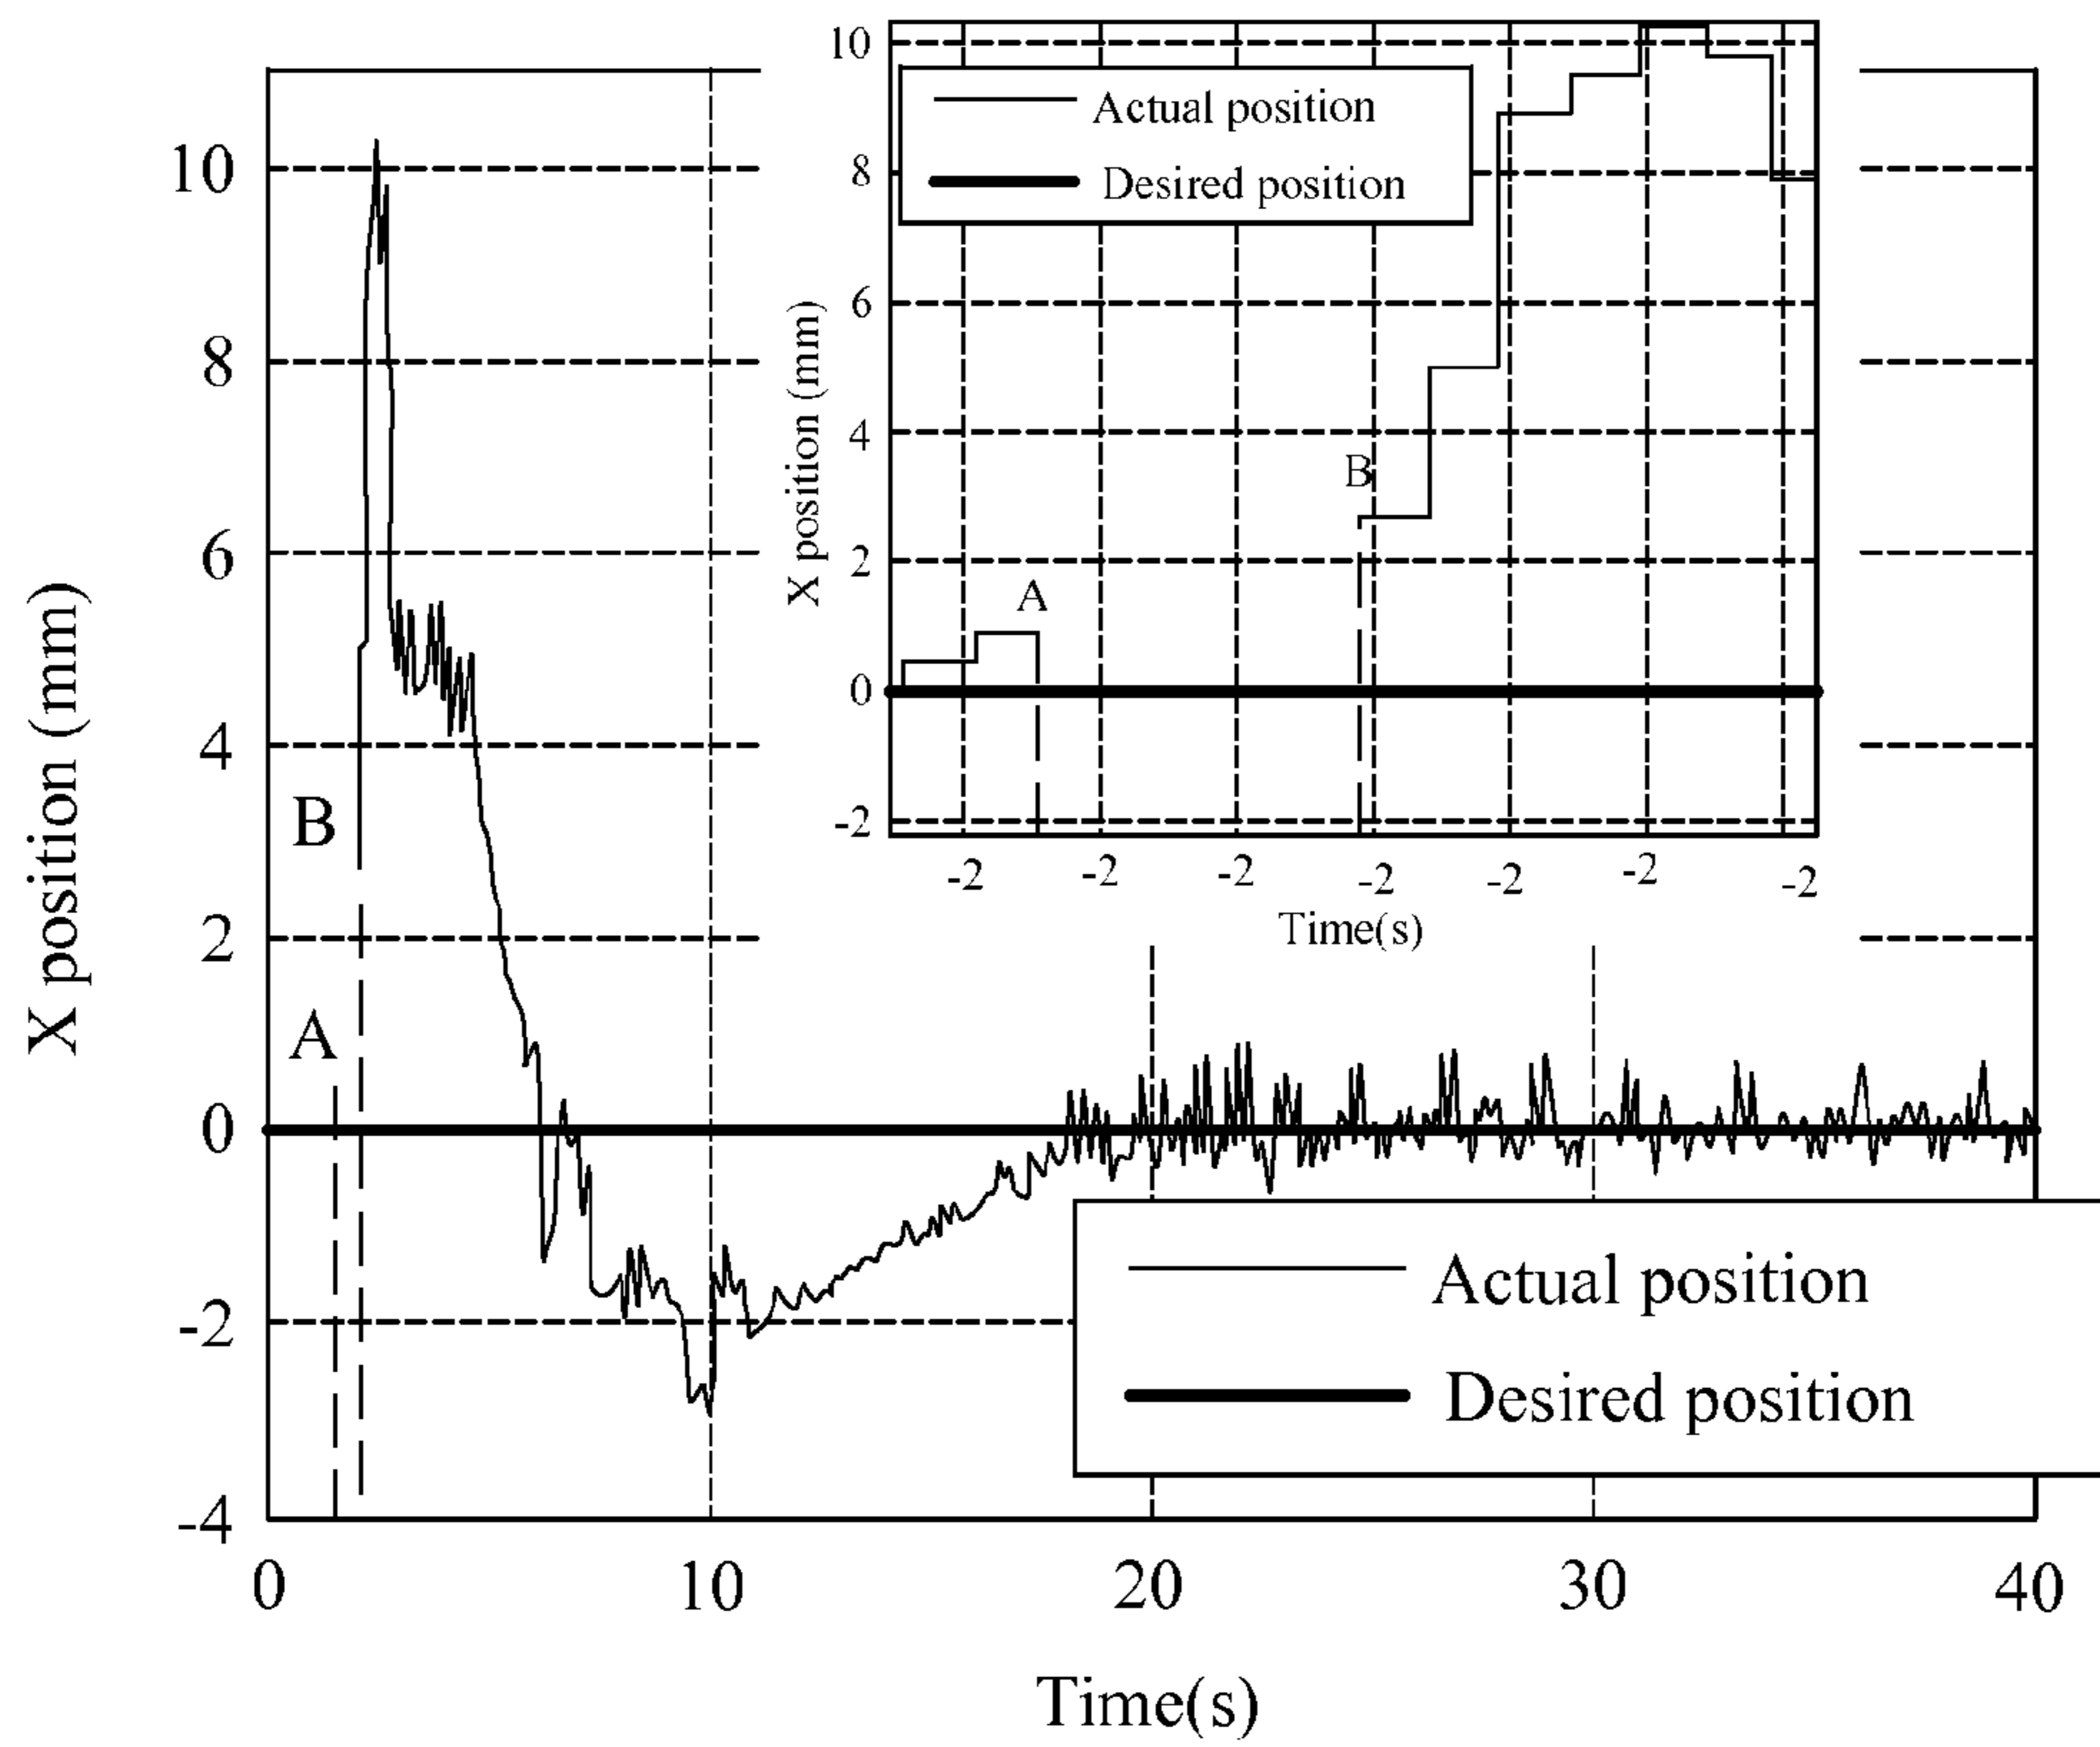 10
Actual position
8
Desired position
6
X position (mm)
4
B
2
A
0
-2
-2 -2 -2 -2 -2 -2 -2
Time(s)
10
8
6
X position (mm)
4
B
2
A
0
-2
Actual position
Desired position
-4
0 10 20 30 40
Time(s)